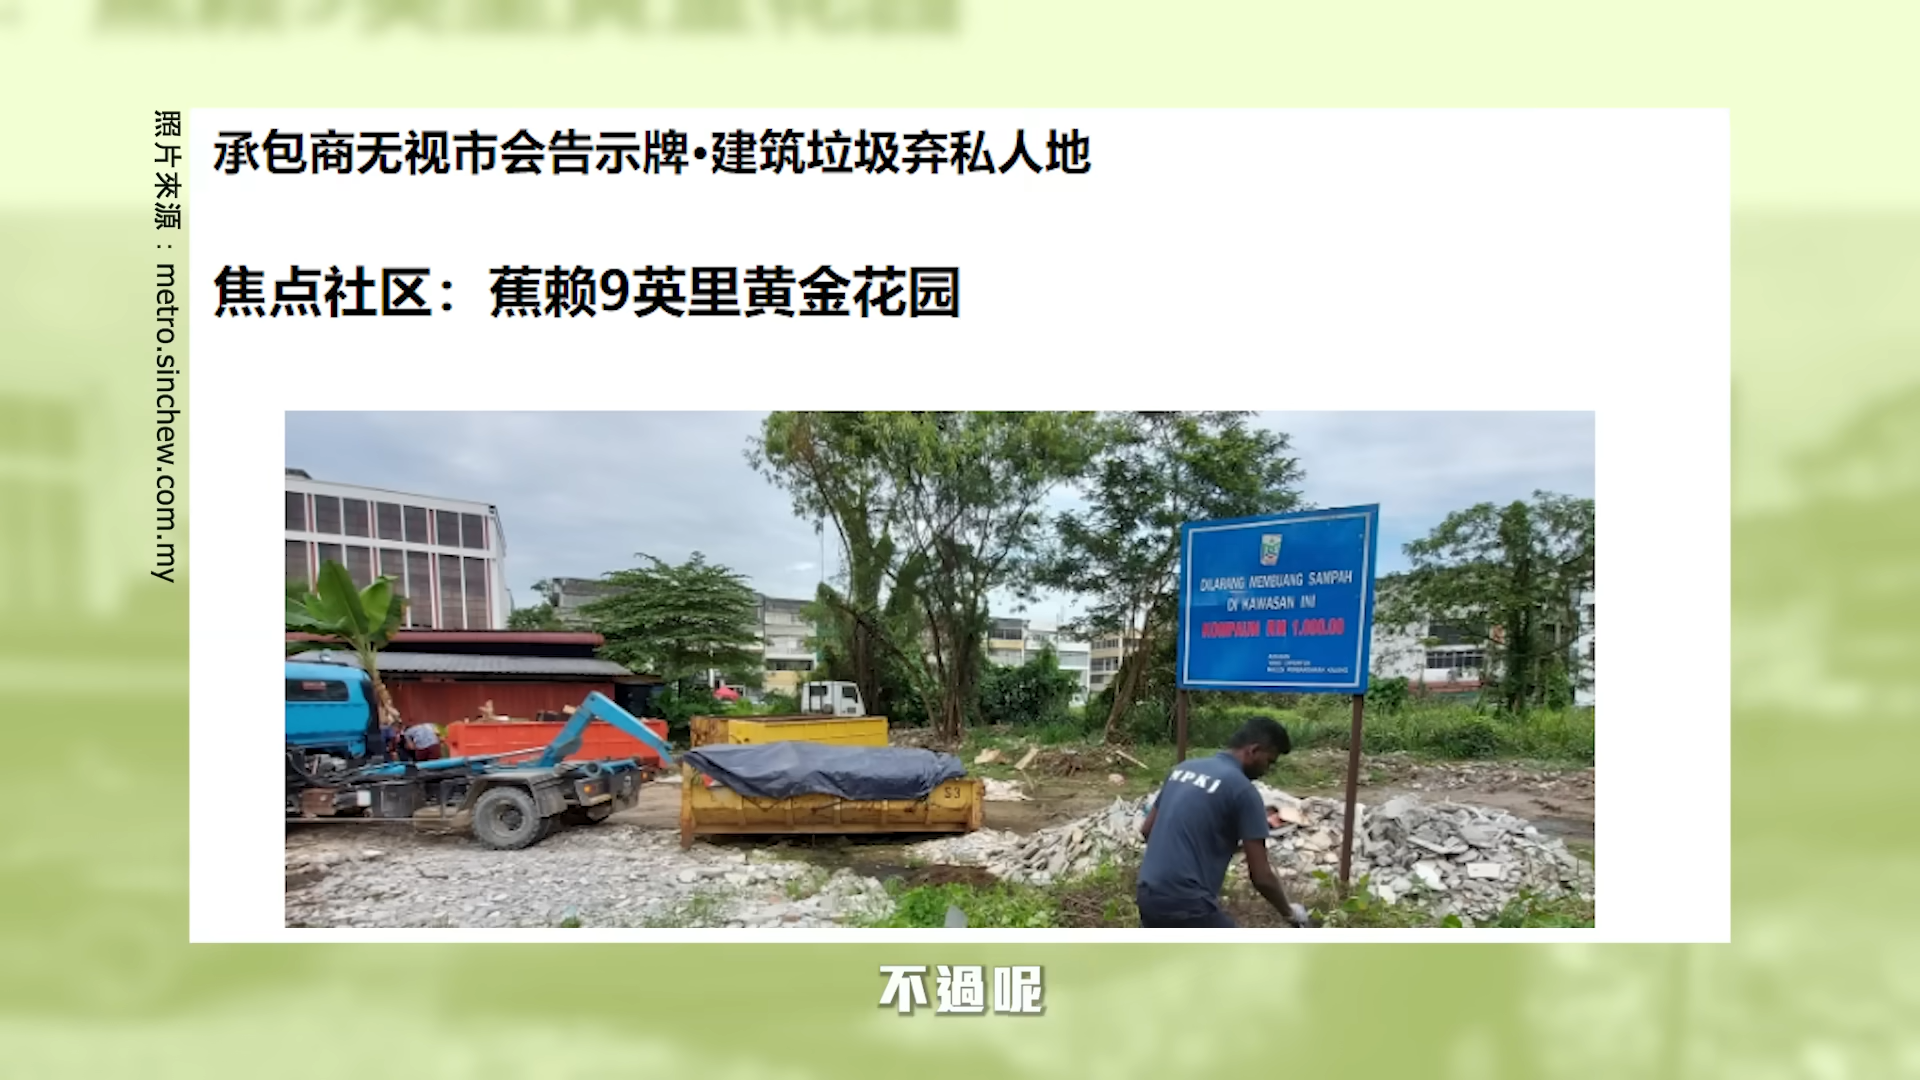 照片來源：metro.sinchew.com.my
承包商无视市会告示牌•建筑垃圾弃私人地
焦点社区：蕉赖9英里黄金花园
DILARANG MEMBUANG SAMPAH
DI KAWASAN INI
KOMPAUN RM 1.000.00
MPKJ
S3
不過呢